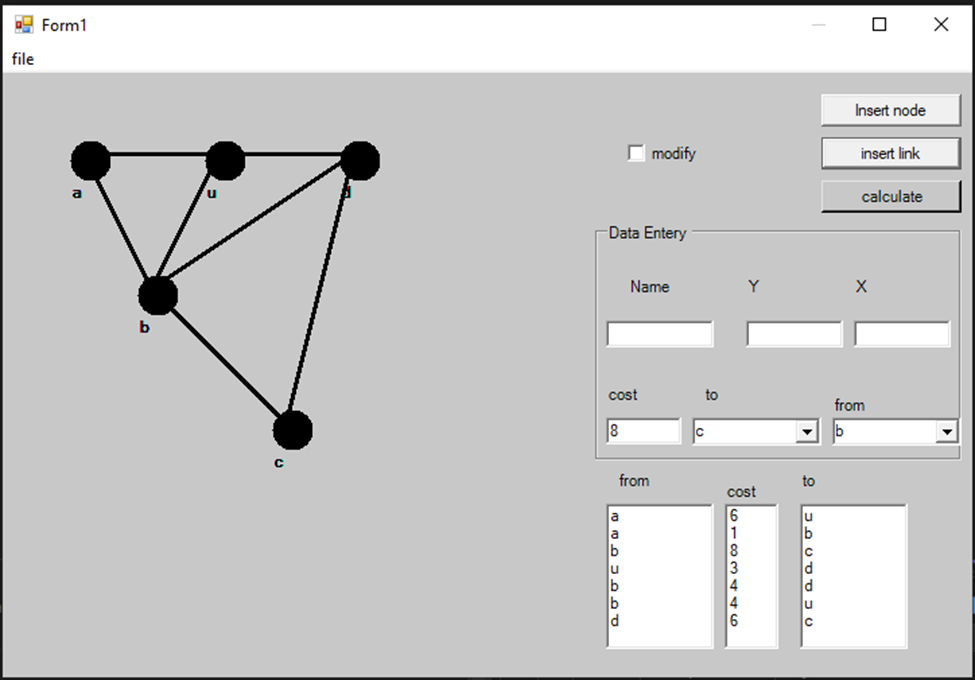 Form1
file
Insert node
modify
insert link
calculate
a
u
d
b
c
Data Entery
Name Y X
cost to from
8 c b
from cost to
a 6 u
a 1 b
b 8 c
u 3 d
b 4 d
b 4 u
d 6 c